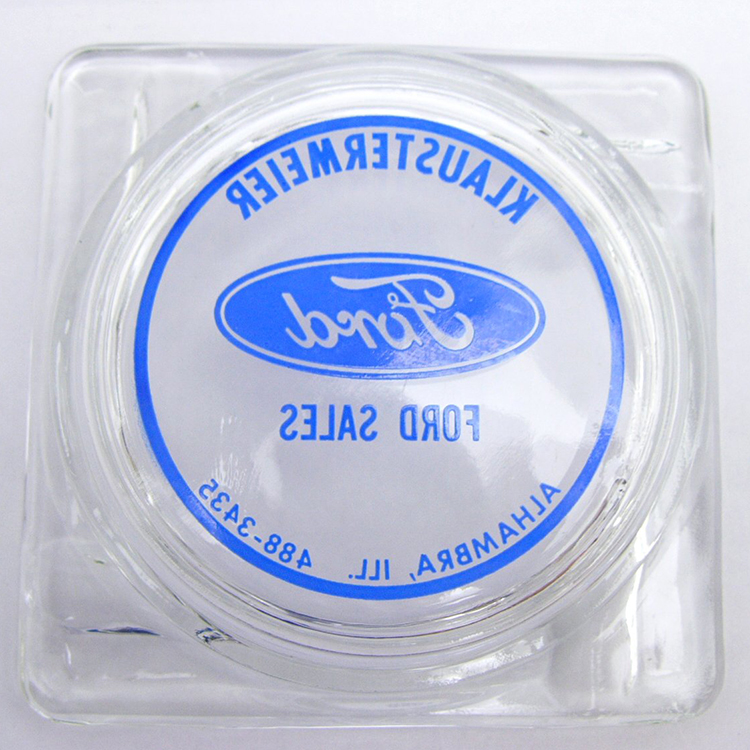 KLAUSTERMEIER
Ford
FORD SALES
ALHAMBRA, ILL. 488-3435